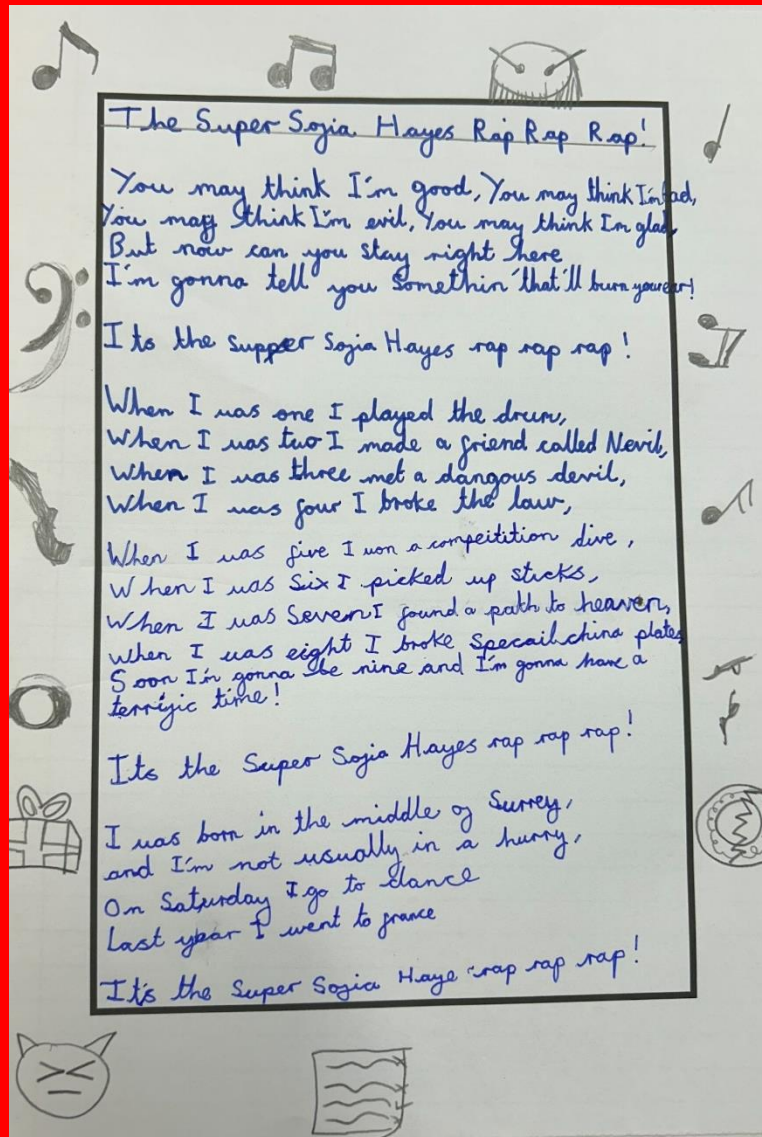 The Super Sofia Hayes Rap Rap Rap!
You may think I'm good, You may think I'm bad,
You may think I'm evil, You may think Im glad,
But now can you stay right here
I'm gonna tell you somethin' that'll burn your ear!
Its the supper Sofia Hayes rap rap rap!
When I was one I played the drum,
When I was two I made a friend called Nevil,
When I was three met a dangous devil,
When I was four I broke the law,
When I was five I won a compeitition dive,
When I was Six I picked up sticks,
When I was Seven I found a path to heaven,
when I was eight I broke Specail china plates
Soon I'm gonna be nine and I'm gonna have a
terrific time!
Its the Super Sofia Hayes rap rap rap!
I was born in the middle of Surrey,
and I'm not usually in a hurry,
On Saturday I go to dance
Last year I went to france
It's the Super Sofia Haye rap rap rap!